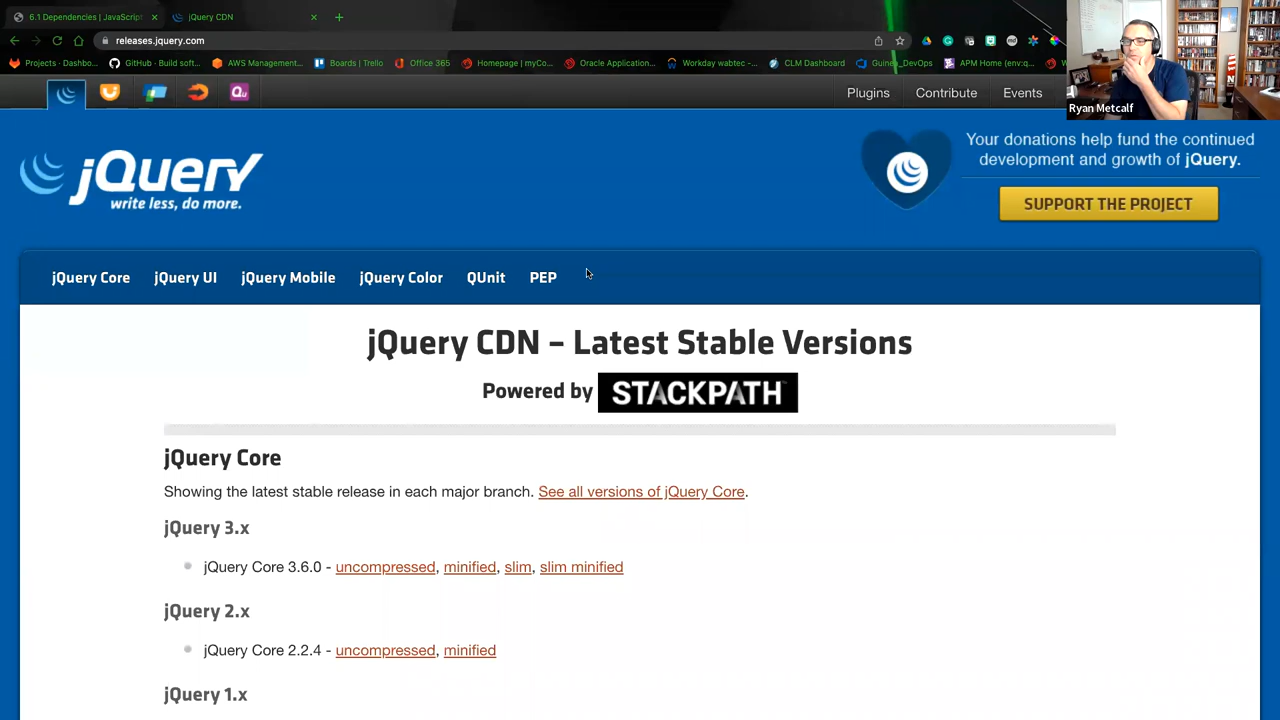 6.1 Dependencies | JavaScript
jQuery CDN
releases.jquery.com
Projects · Dashbo...
GitHub · Build soft...
AWS Management...
Boards | Trello
Office 365
Homepage | myCo...
Oracle Application...
Workday wabtec -...
CLM Dashboard
APM Home (env:q...
Plugins
Contribute
Events
Ryan Metcalf
jQuery
write less, do more.
Your donations help fund the continued
development and growth of jQuery.
SUPPORT THE PROJECT
jQuery Core
jQuery UI
jQuery Mobile
jQuery Color
QUnit
PEP
jQuery CDN – Latest Stable Versions
Powered by STACKPATH
jQuery Core
Showing the latest stable release in each major branch. See all versions of jQuery Core.
jQuery 3.x
jQuery Core 3.6.0 - uncompressed, minified, slim, slim minified
jQuery 2.x
jQuery Core 2.2.4 - uncompressed, minified
jQuery 1.x